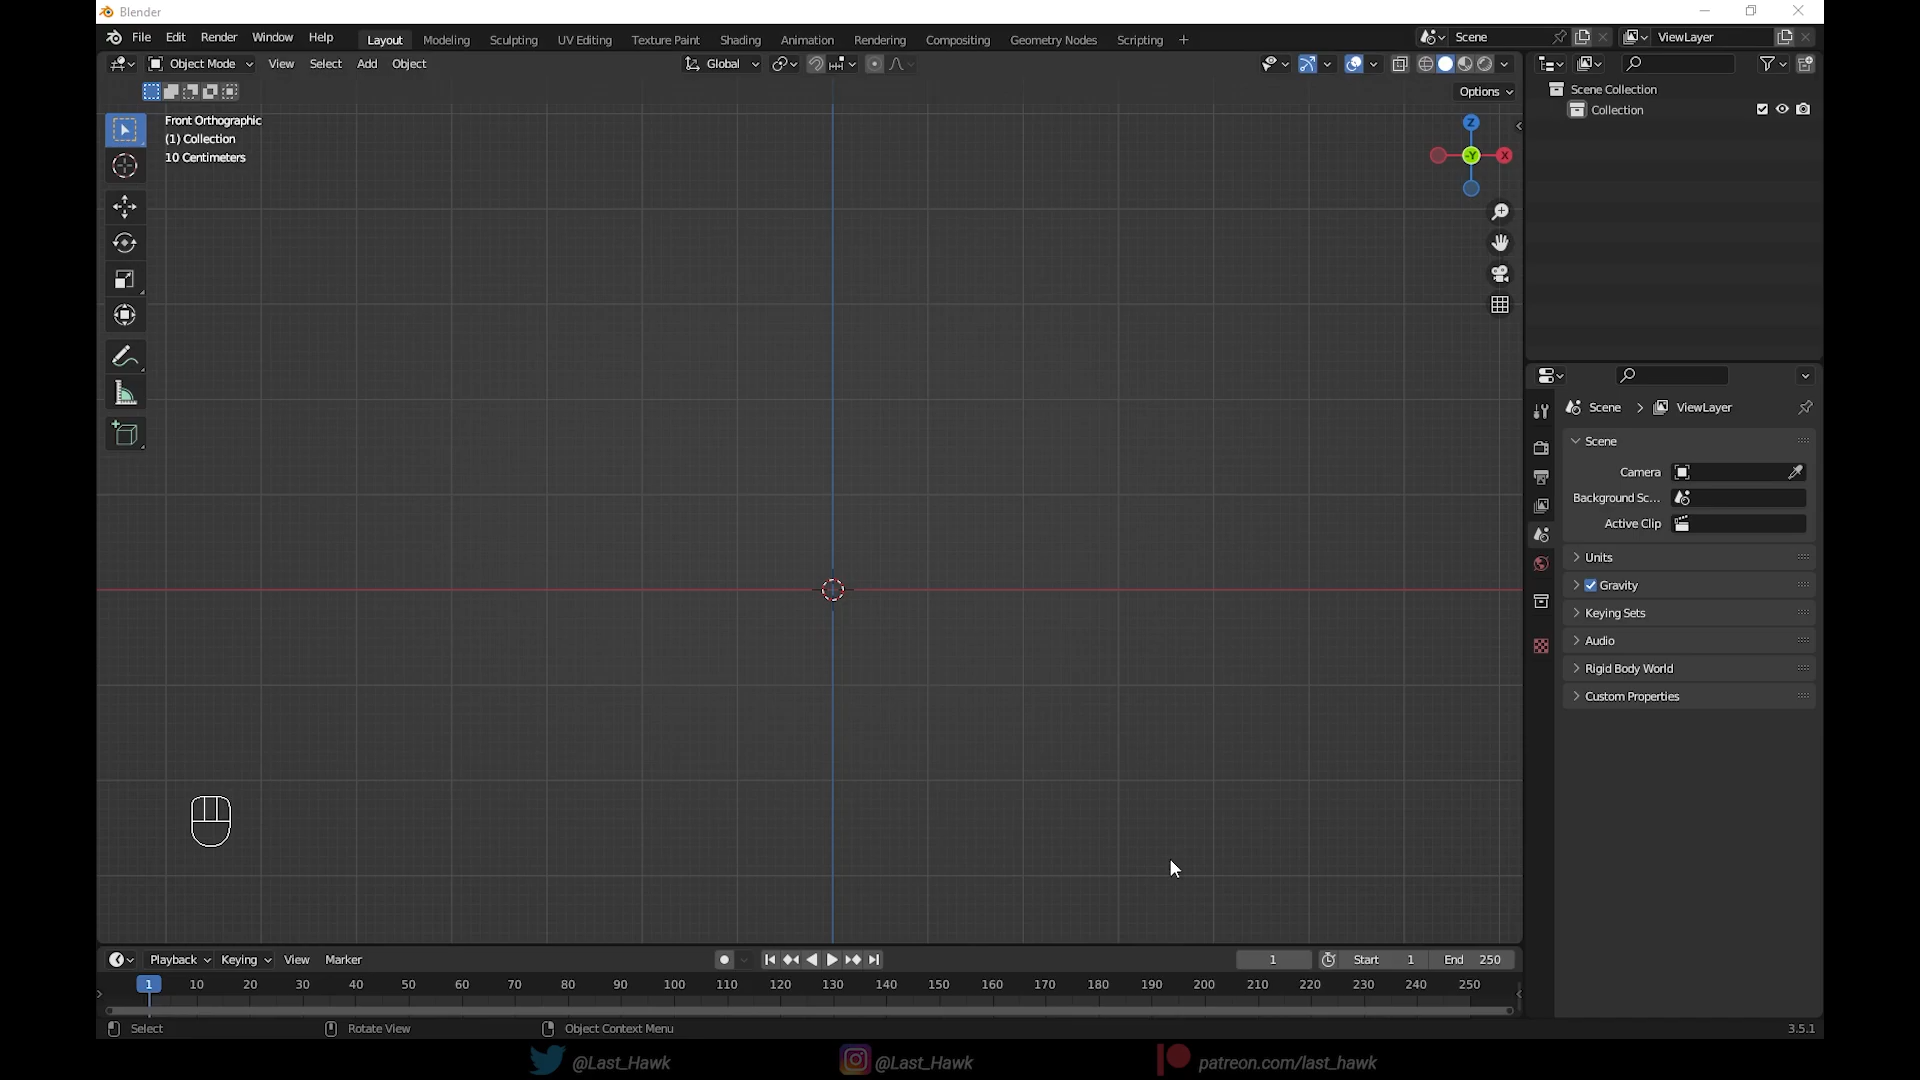 Blender
File Edit Render Window Help Layout Modeling Sculpting UV Editing Texture Paint Shading Animation Rendering Compositing Geometry Nodes Scripting + Scene ViewLayer
Object Mode View Select Add Object Global
Options
Front Orthographic
(1) Collection
10 Centimeters
Z
-Y
X
Scene Collection
Collection
Scene > ViewLayer
Scene
Camera
Background Sc...
Active Clip
Units
Gravity
Keying Sets
Audio
Rigid Body World
Custom Properties
Playback Keying View Marker 1 Start 1 End 250
1 10 20 30 40 50 60 70 80 90 100 110 120 130 140 150 160 170 180 190 200 210 220 230 240 250
Select Rotate View Object Context Menu 3.5.1
@Last_Hawk @Last_Hawk patreon.com/last_hawk